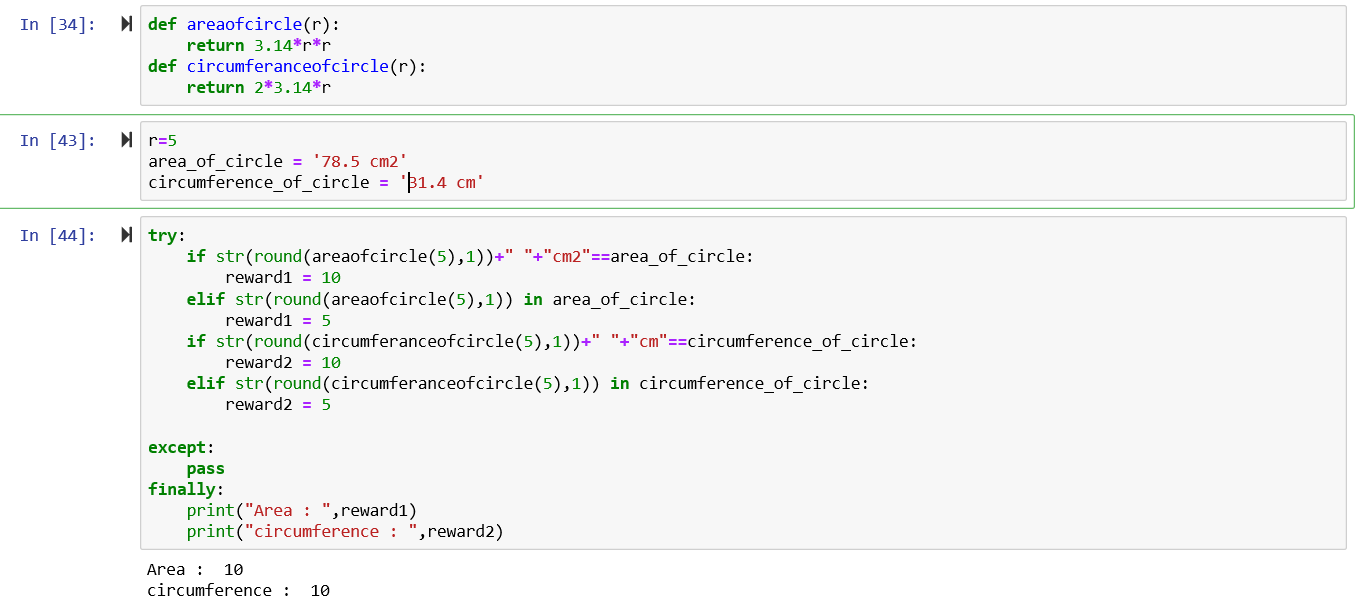 In [34]: def areaofcircle(r):
    return 3.14*r*r
def circumferanceofcircle(r):
    return 2*3.14*r
In [43]: r=5
area_of_circle = '78.5 cm2'
circumference_of_circle = '31.4 cm'
In [44]: try:
    if str(round(areaofcircle(5),1))+" "+"cm2"==area_of_circle:
        reward1 = 10
    elif str(round(areaofcircle(5),1)) in area_of_circle:
        reward1 = 5
    if str(round(circumferanceofcircle(5),1))+" "+"cm"==circumference_of_circle:
        reward2 = 10
    elif str(round(circumferanceofcircle(5),1)) in circumference_of_circle:
        reward2 = 5
except:
    pass
finally:
    print("Area : ",reward1)
    print("circumference : ",reward2)
Area :  10
circumference :  10